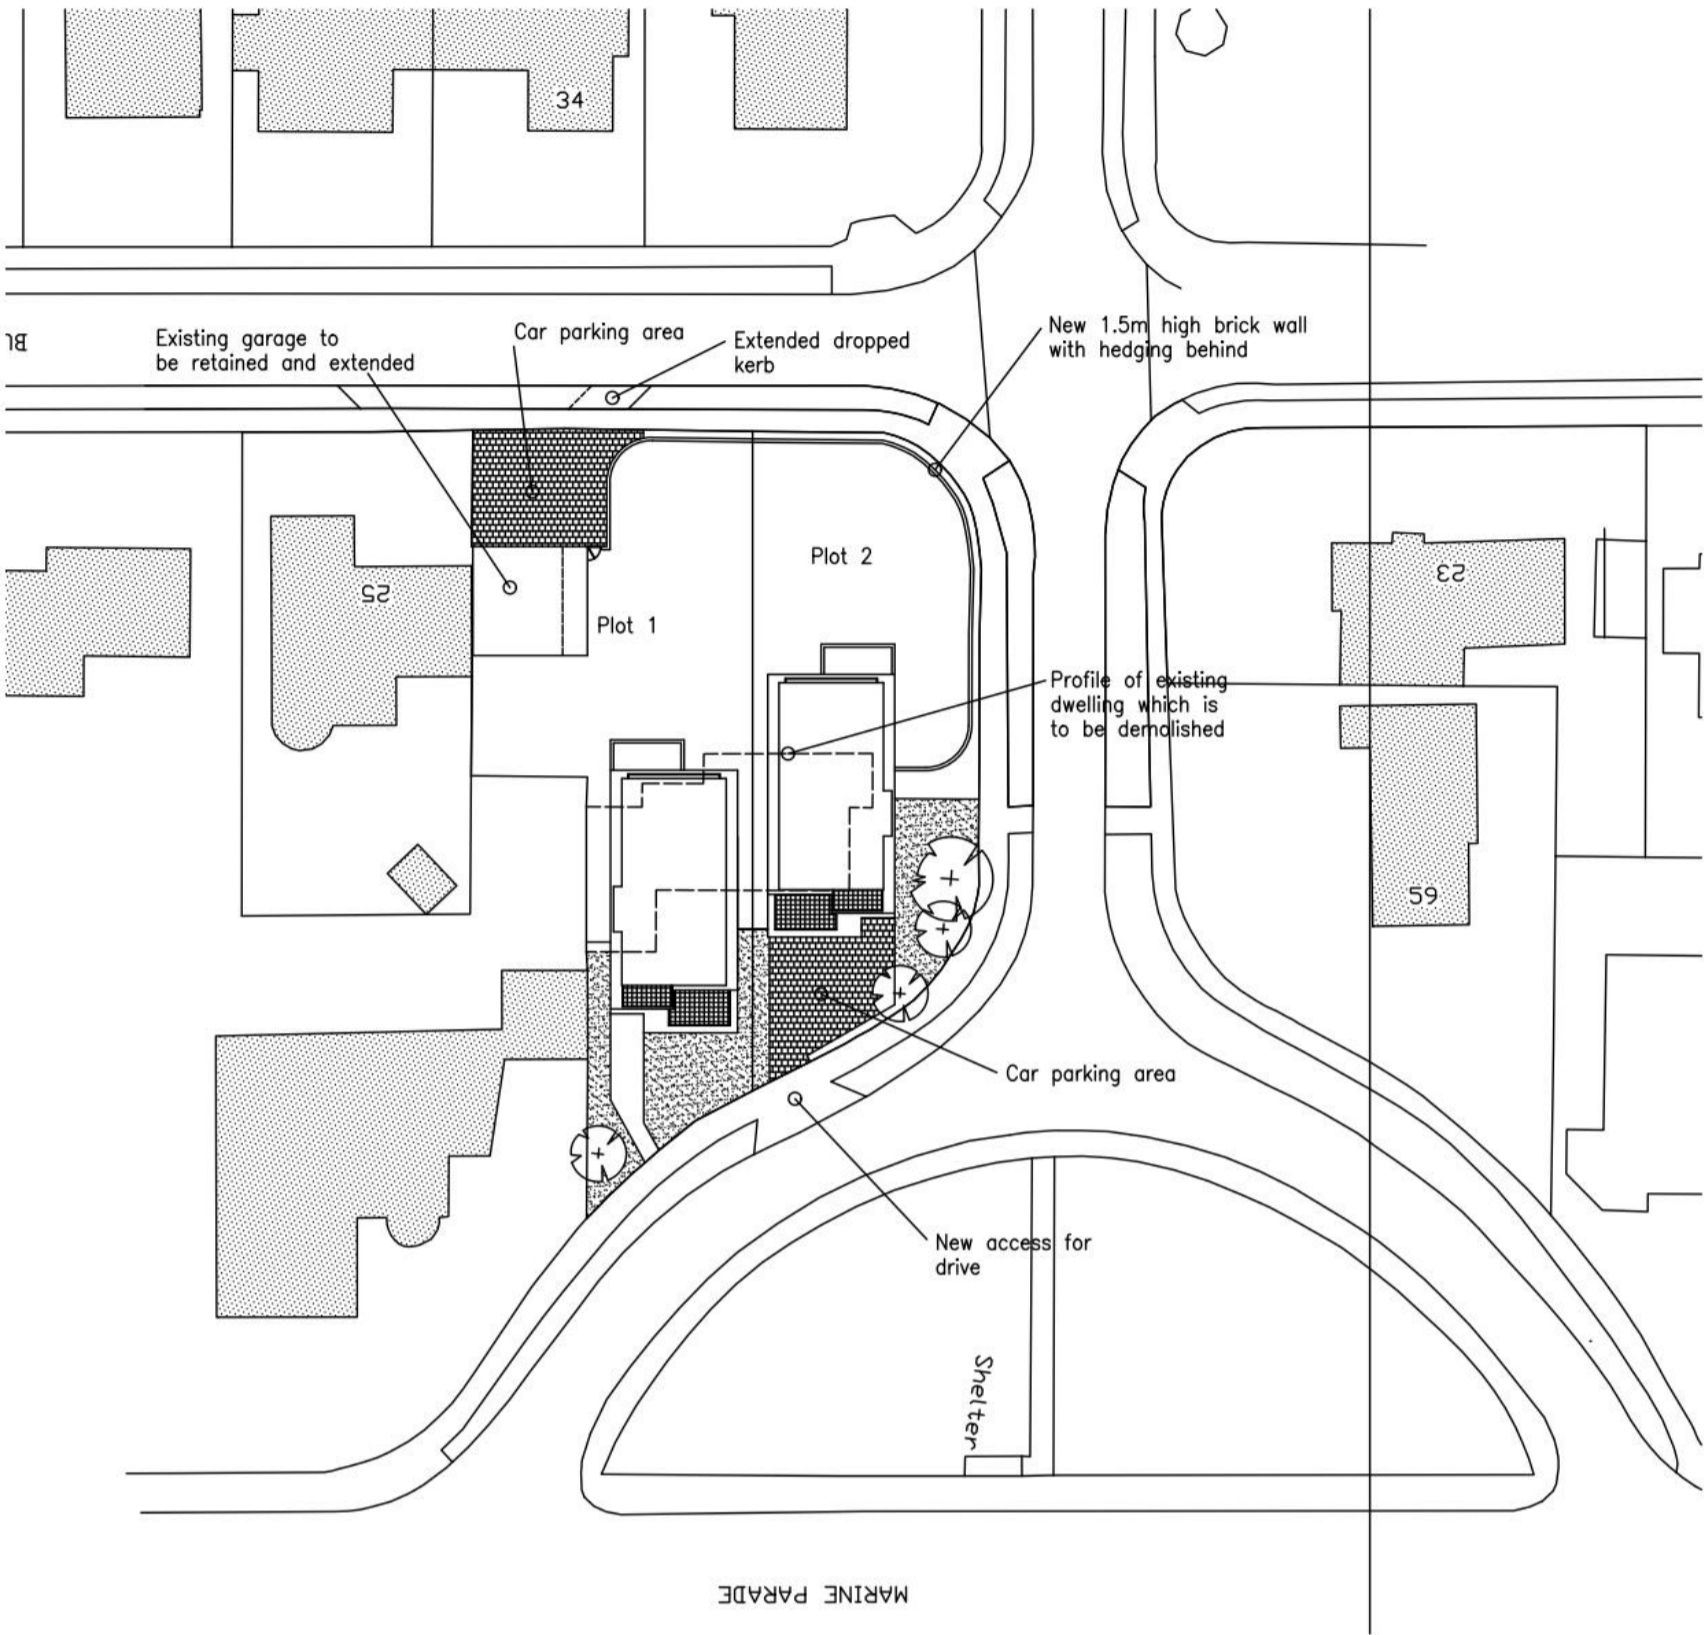 34
BU
Existing garage to
be retained and extended
Car parking area
Extended dropped
kerb
New 1.5m high brick wall
with hedging behind
25
Plot 1
Plot 2
23
Profile of existing
dwelling which is
to be demolished
59
Car parking area
New access for
drive
Shelter
MARINE PARADE